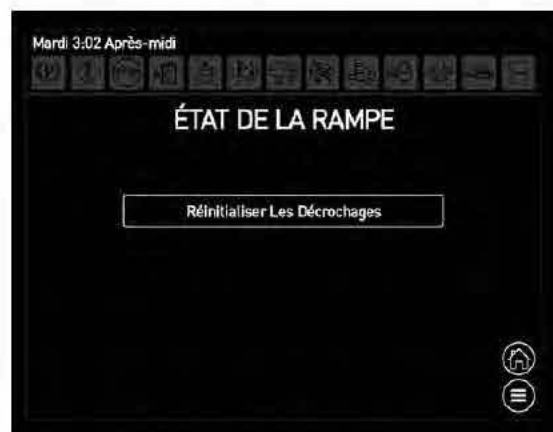 Mardi 3:02 Après-midi
ÉTAT DE LA RAMPE
Réinitialiser Les Décrochages